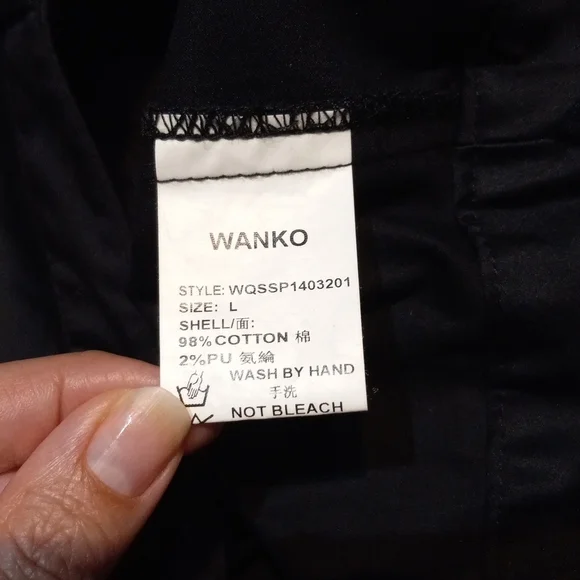 WANKO
STYLE: WQSSP1403201
SIZE: L
SHELL/面:
98%COTTON 棉
2%PU 氨綸
WASH BY HAND
手洗
NOT BLEACH